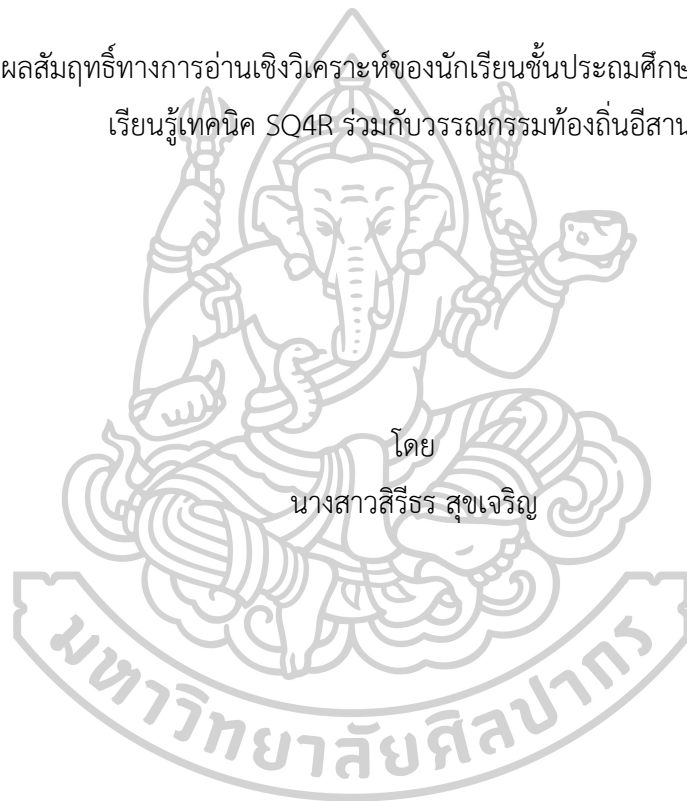 ผลสัมฤทธิ์ทางการอ่านเชิงวิเคราะห์ของนักเรียนชั้นประถมศึกษ
เรียนรู้เทคนิค SQ4R ร่วมกับวรรณกรรมท้องถิ่นอีสาน
โดย
นางสาวสิรีธร สุขเจริญ
มหาวิทยาลัยศิลปากร